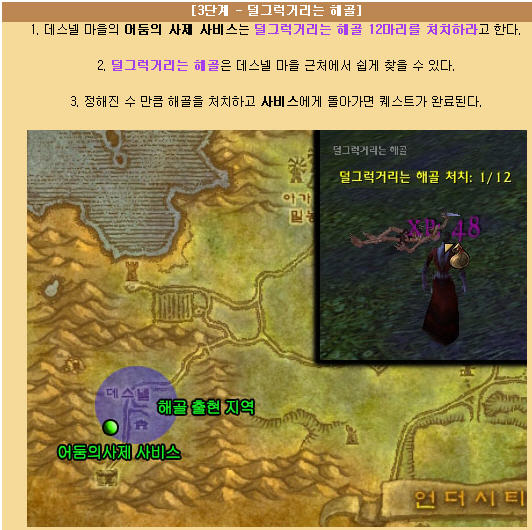 [3단계 - 덜그럭거리는 해골]
1. 데스넬 마을의 어둠의 사제 사비스는 덜그럭거리는 해골 12마리를 처치하라고 한다.
2. 덜그럭거리는 해골은 데스넬 마을 근처에서 쉽게 찾을 수 있다.
3. 정해진 수 만큼 해골을 처치하고 사비스에게 돌아가면 퀘스트가 완료된다.
덜그럭거리는 해골
덜그럭거리는 해골 처치: 1/12
XP: 48
아가
밀농
데스넬
해골 출현 지역
어둠의사제 사비스
언더시티